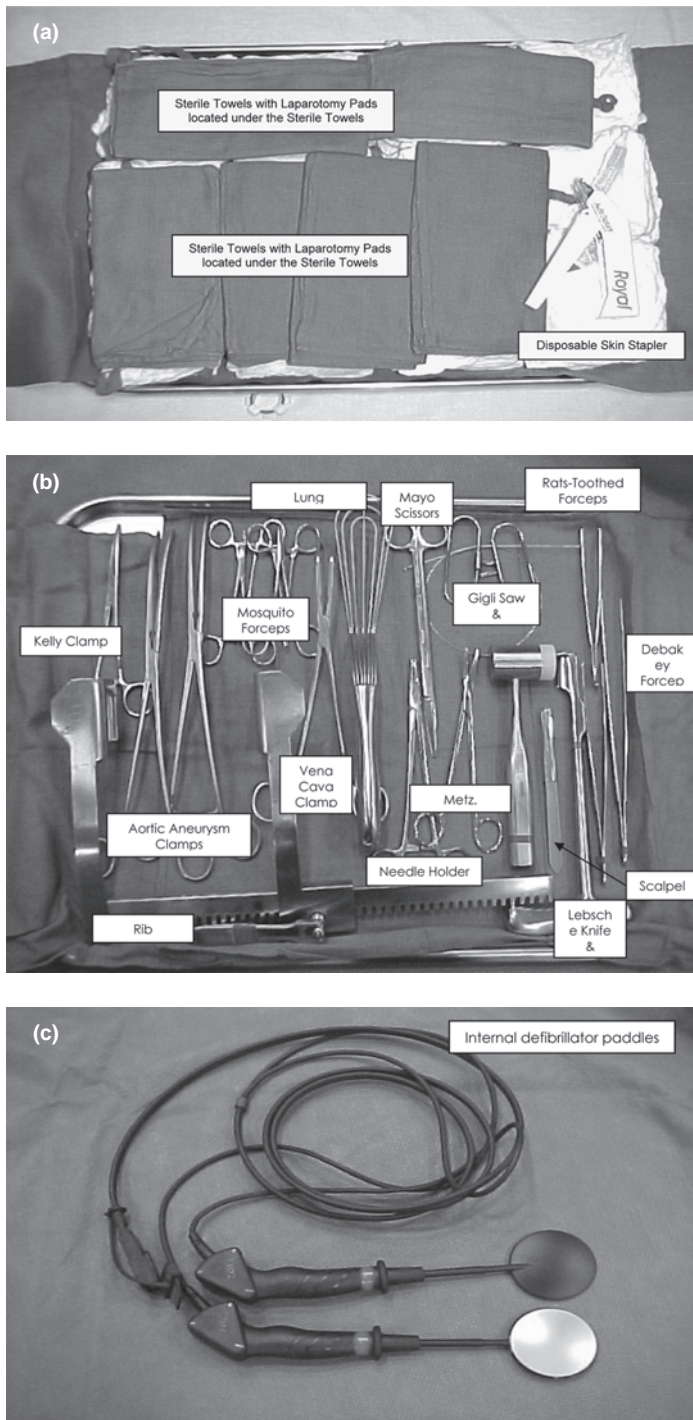 (a)
Sterile Towels with Laparotomy Pads
located under the Sterile Towels
Sterile Towels with Laparotomy Pads
located under the Sterile Towels
Royal
Disposable Skin Stapler
(b)
Lung
Mayo
Scissors
Rats-Toothed
Forceps
Mosquito
Forceps
Gigli Saw
&
Kelly Clamp
Debak
ey
Forcep
Vena
Cava
Clamp
Metz.
Aortic Aneurysm
Clamps
Needle Holder
Scalpel
Rib
Lebsch
e Knife
&
(c)
Internal defibrillator paddles